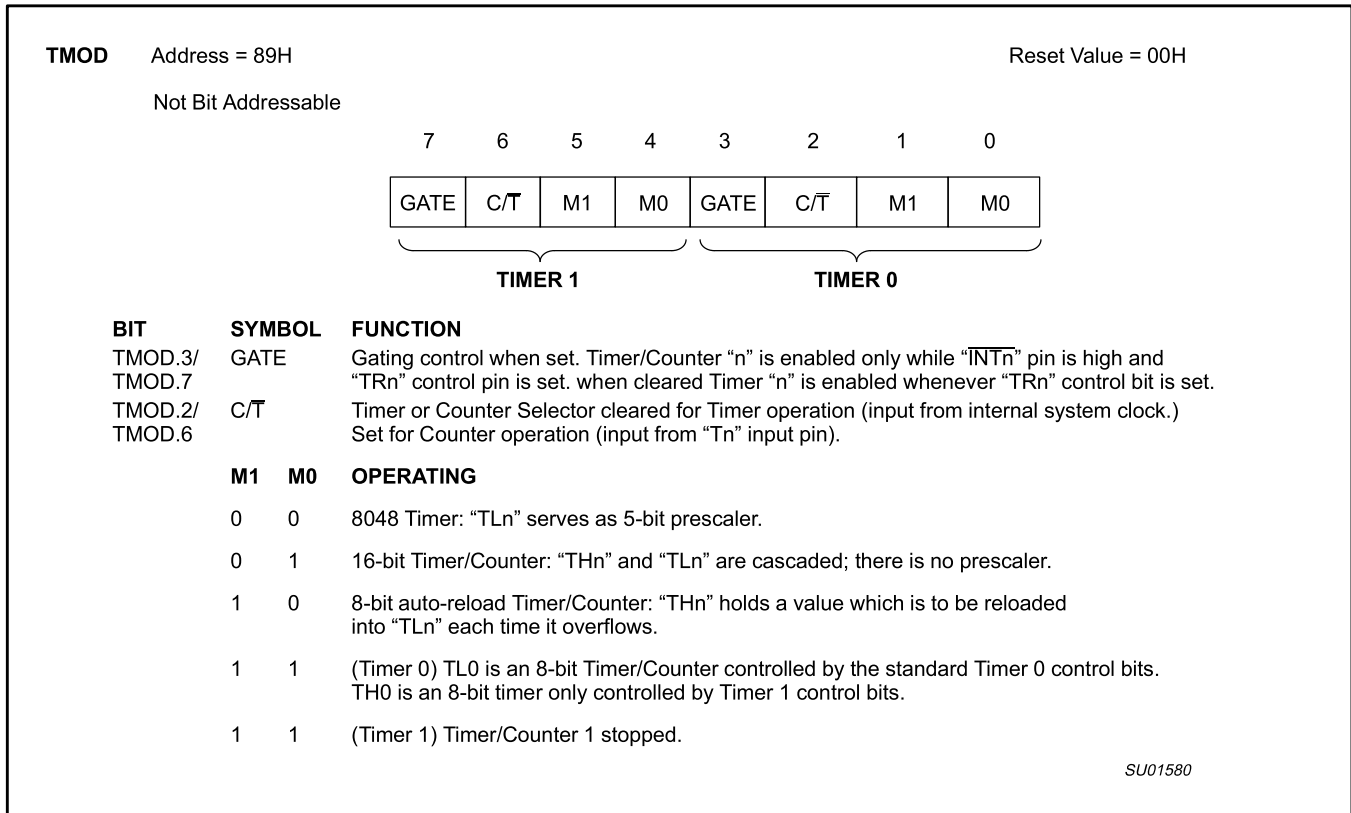 TMOD Address = 89H Reset Value = 00H
Not Bit Addressable
7 6 5 4 3 2 1 0
GATE C/T̅ M1 M0 GATE C/T̅ M1 M0
TIMER 1 TIMER 0
BIT SYMBOL FUNCTION
TMOD.3/ GATE Gating control when set. Timer/Counter “n” is enabled only while “I̅N̅T̅n̅” pin is high and
TMOD.7 “TRn” control pin is set. when cleared Timer “n” is enabled whenever “TRn” control bit is set.
TMOD.2/ C/T̅ Timer or Counter Selector cleared for Timer operation (input from internal system clock.)
TMOD.6 Set for Counter operation (input from “Tn” input pin).
M1 M0 OPERATING
0 0 8048 Timer: “TLn” serves as 5-bit prescaler.
0 1 16-bit Timer/Counter: “THn” and “TLn” are cascaded; there is no prescaler.
1 0 8-bit auto-reload Timer/Counter: “THn” holds a value which is to be reloaded
into “TLn” each time it overflows.
1 1 (Timer 0) TL0 is an 8-bit Timer/Counter controlled by the standard Timer 0 control bits.
TH0 is an 8-bit timer only controlled by Timer 1 control bits.
1 1 (Timer 1) Timer/Counter 1 stopped.
SU01580